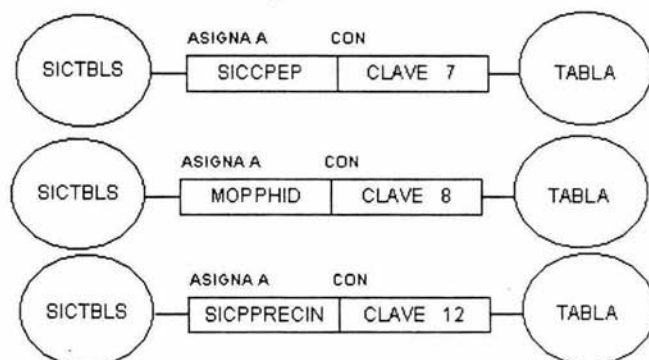 ASIGNA A CON
SICTBLS SICCPEP CLAVE 7 TABLA
ASIGNA A CON
SICTBLS MOPPHID CLAVE 8 TABLA
ASIGNA A CON
SICTBLS SICPPRECIN CLAVE 12 TABLA